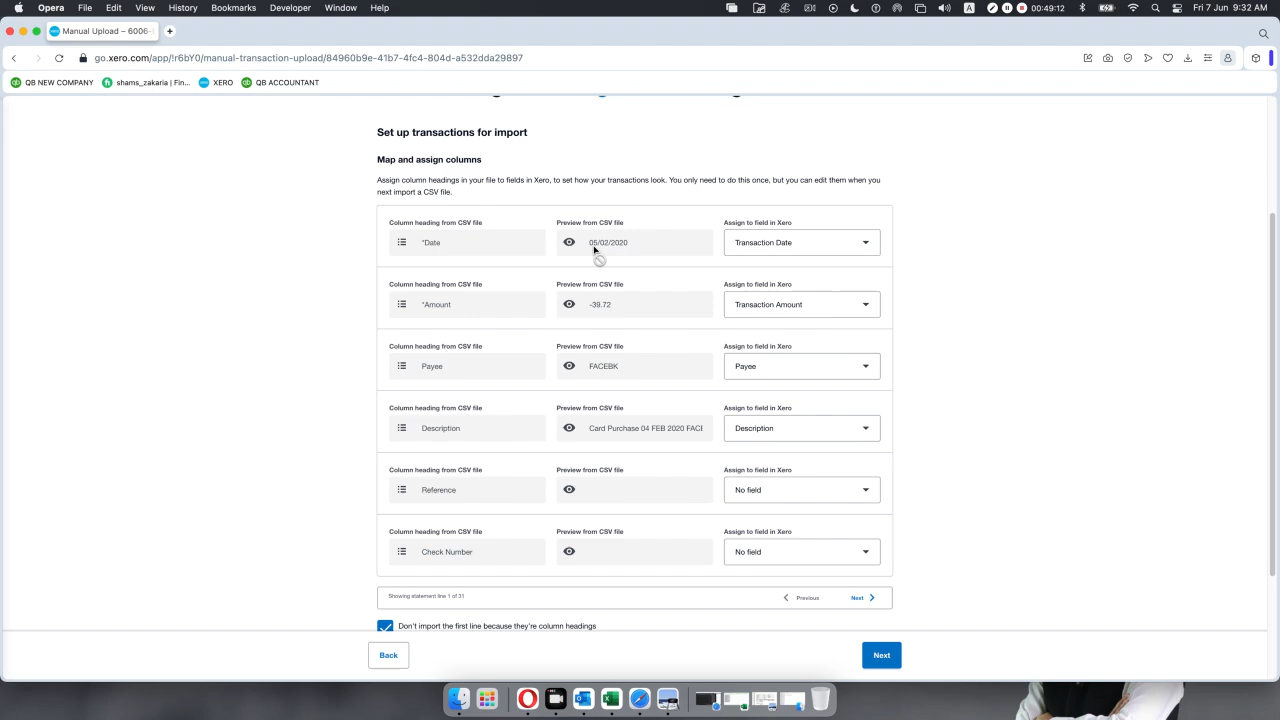 Opera File Edit View History Bookmarks Developer Window Help
00:04:12
Fri 7 Jun 9:32 AM
Manual Upload – 6006-
go.xero.com/app/!r6bY0/manual-transaction-upload/84960b9e-41b7-4fc4-804d-a532dda29897
QB NEW COMPANY shams_zakaria | Fin... XERO QB ACCOUNTANT
Set up transactions for import
Map and assign columns
Assign column headings in your file to fields in Xero, to set how your transactions look. You only need to do this once, but you can edit them when you
next import a CSV file.
Column heading from CSV file Preview from CSV file Assign to field in Xero
*Date 05/02/2020 Transaction Date
Column heading from CSV file Preview from CSV file Assign to field in Xero
*Amount -39.72 Transaction Amount
Column heading from CSV file Preview from CSV file Assign to field in Xero
Payee FACEBK Payee
Column heading from CSV file Preview from CSV file Assign to field in Xero
Description Card Purchase 04 FEB 2020 FACE Description
Column heading from CSV file Preview from CSV file Assign to field in Xero
Reference No field
Column heading from CSV file Preview from CSV file Assign to field in Xero
Check Number No field
Showing statement line 1 of 31 Previous Next
Don't import the first line because they're column headings
Back Next